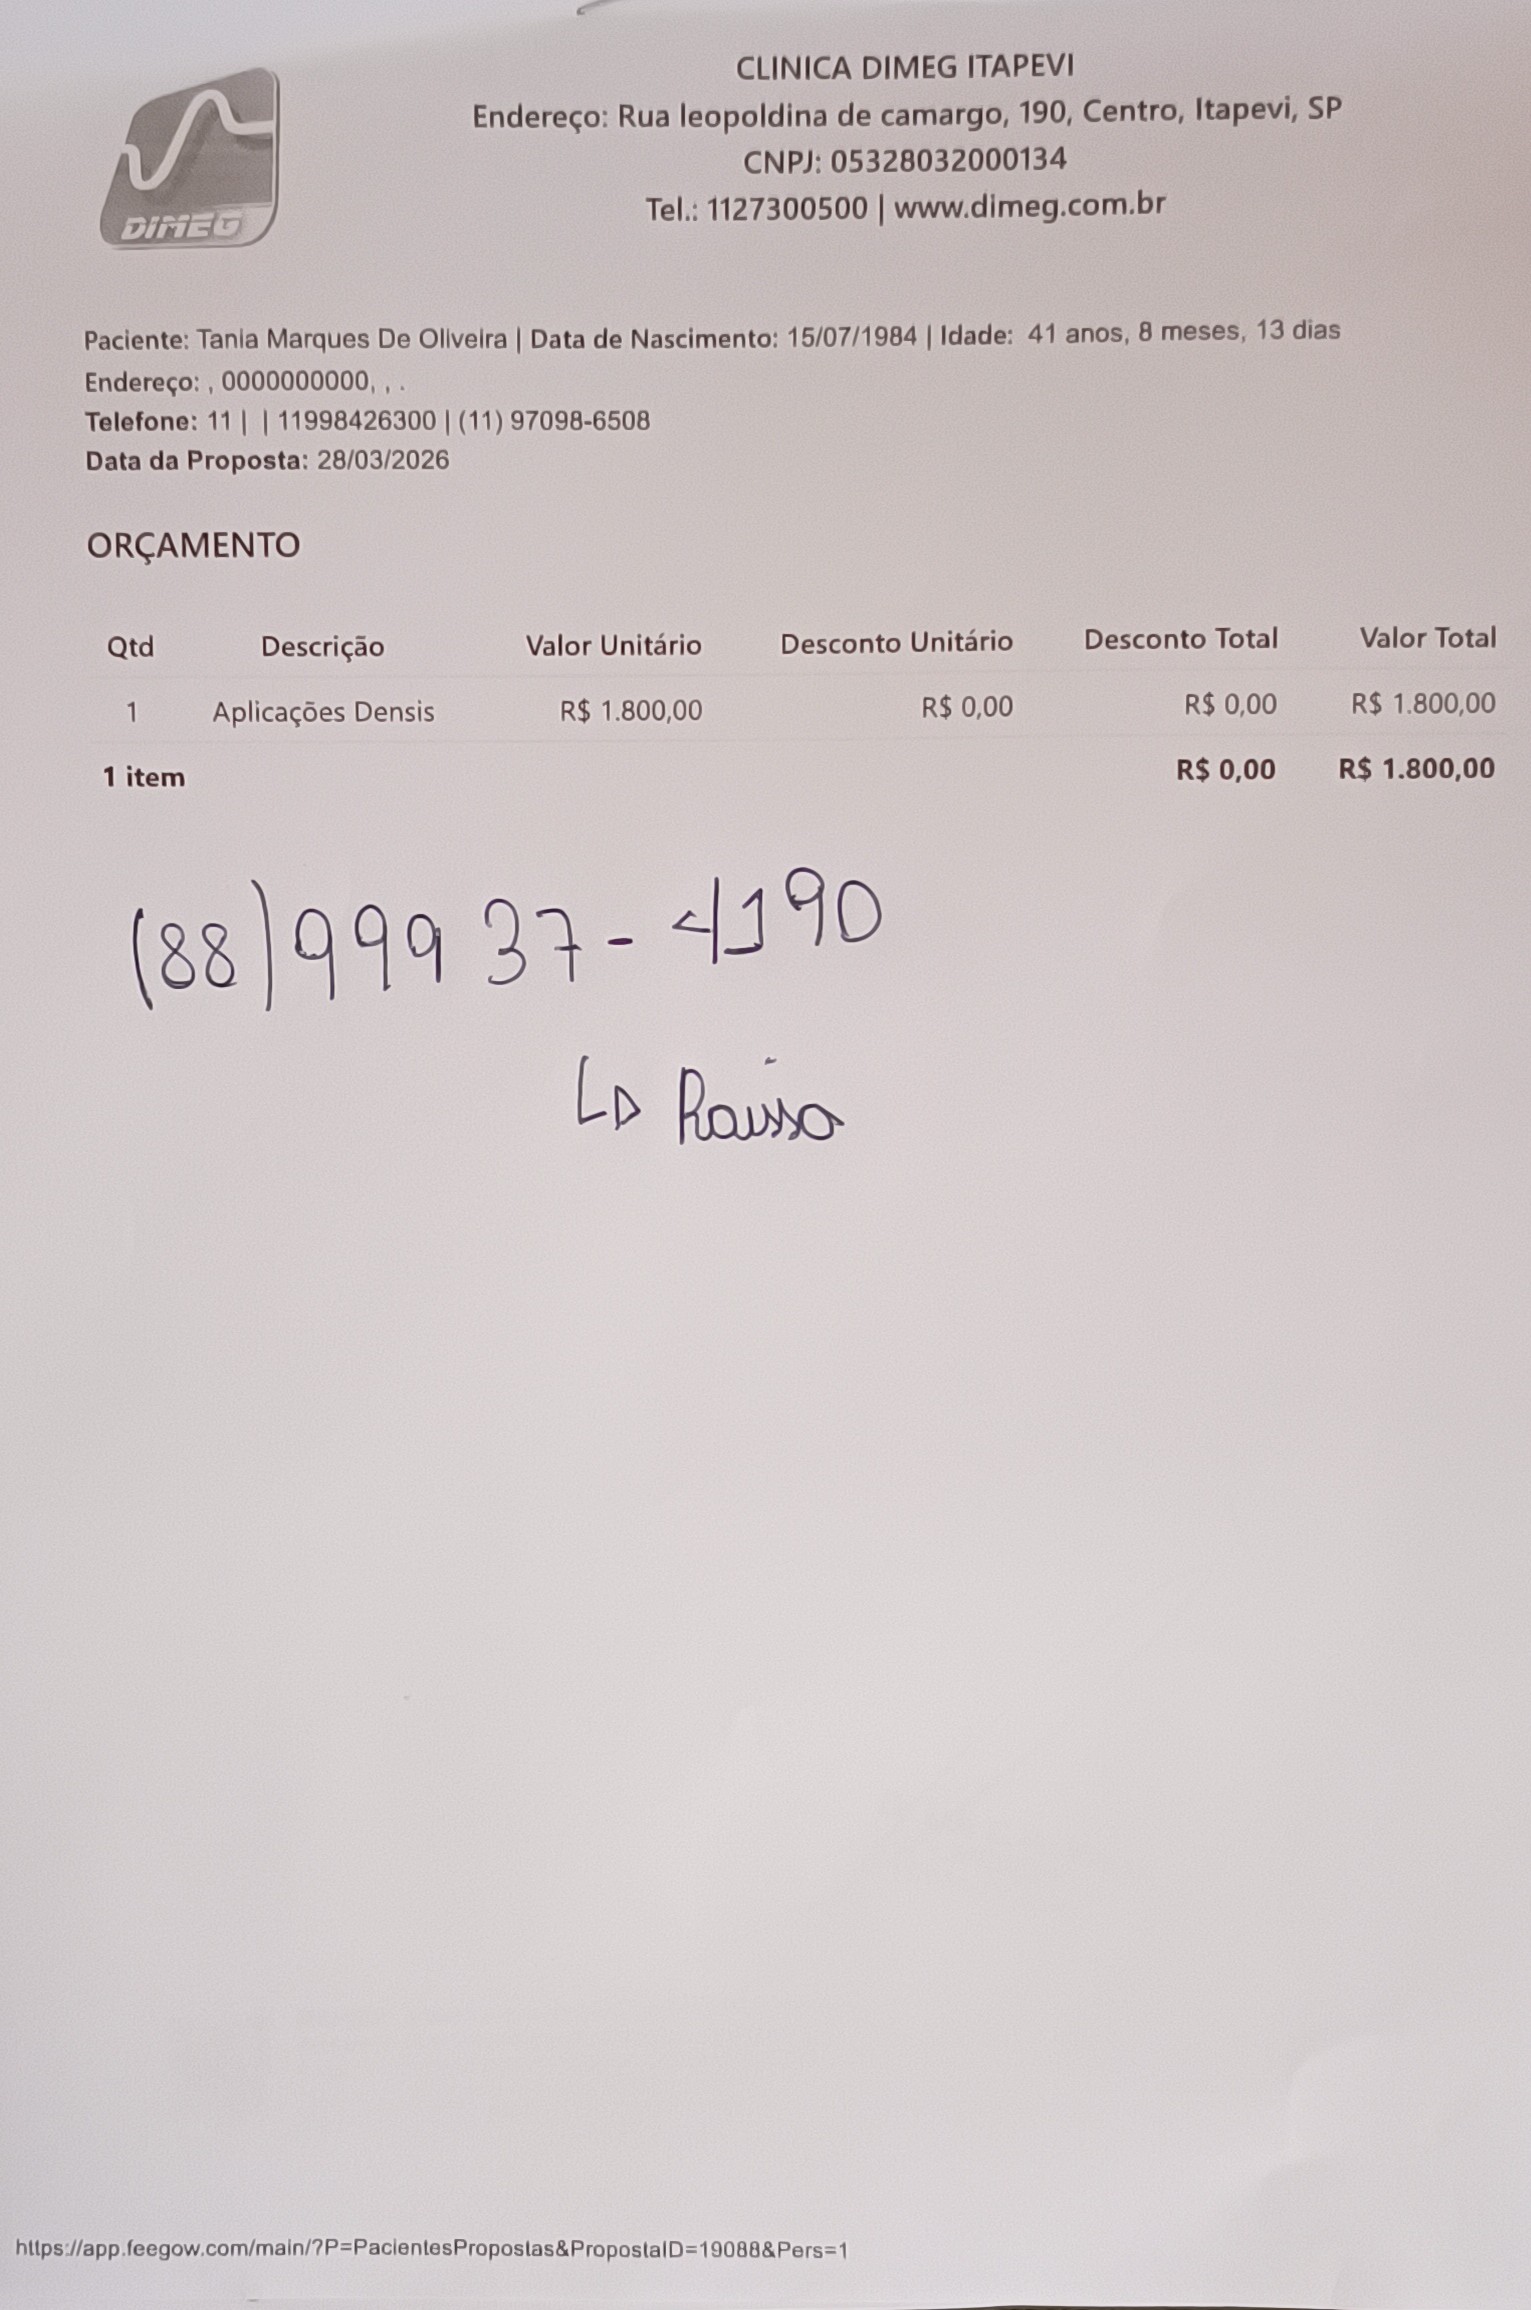 DIMEG
CLINICA DIMEG ITAPEVI
Endereço: Rua leopoldina de camargo, 190, Centro, Itapevi, SP
CNPJ: 05328032000134
Tel.: 1127300500 | www.dimeg.com.br
Paciente: Tania Marques De Oliveira | Data de Nascimento: 15/07/1984 | Idade: 41 anos, 8 meses, 13 dias
Endereço: , 0000000000, , .
Telefone: 11 | | 11998426300 | (11) 97098-6508
Data da Proposta: 28/03/2026
ORÇAMENTO
Qtd Descrição Valor Unitário Desconto Unitário Desconto Total Valor Total
1 Aplicações Densis R$ 1.800,00 R$ 0,00 R$ 0,00 R$ 1.800,00
1 item R$ 0,00 R$ 1.800,00
(88) 999 37 - 4190
Raissa
https://app.feegow.com/main/?P=PacientesPropostas&PropostaID=19088&Pers=1